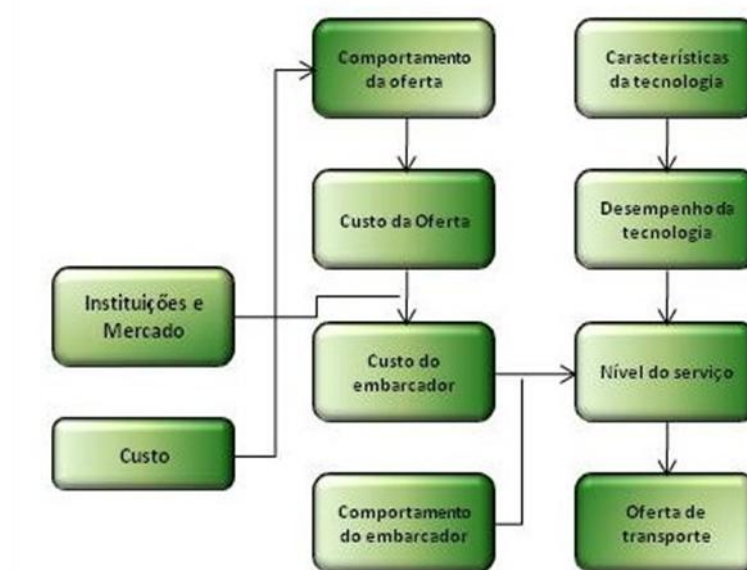 Comportamento
da oferta
Características
da tecnologia
Custo da Oferta
Desempenho da
tecnologia
Instituições e
Mercado
Custo do
embarcador
Nível do serviço
Custo
Comportamento
do embarcador
Oferta de
transporte